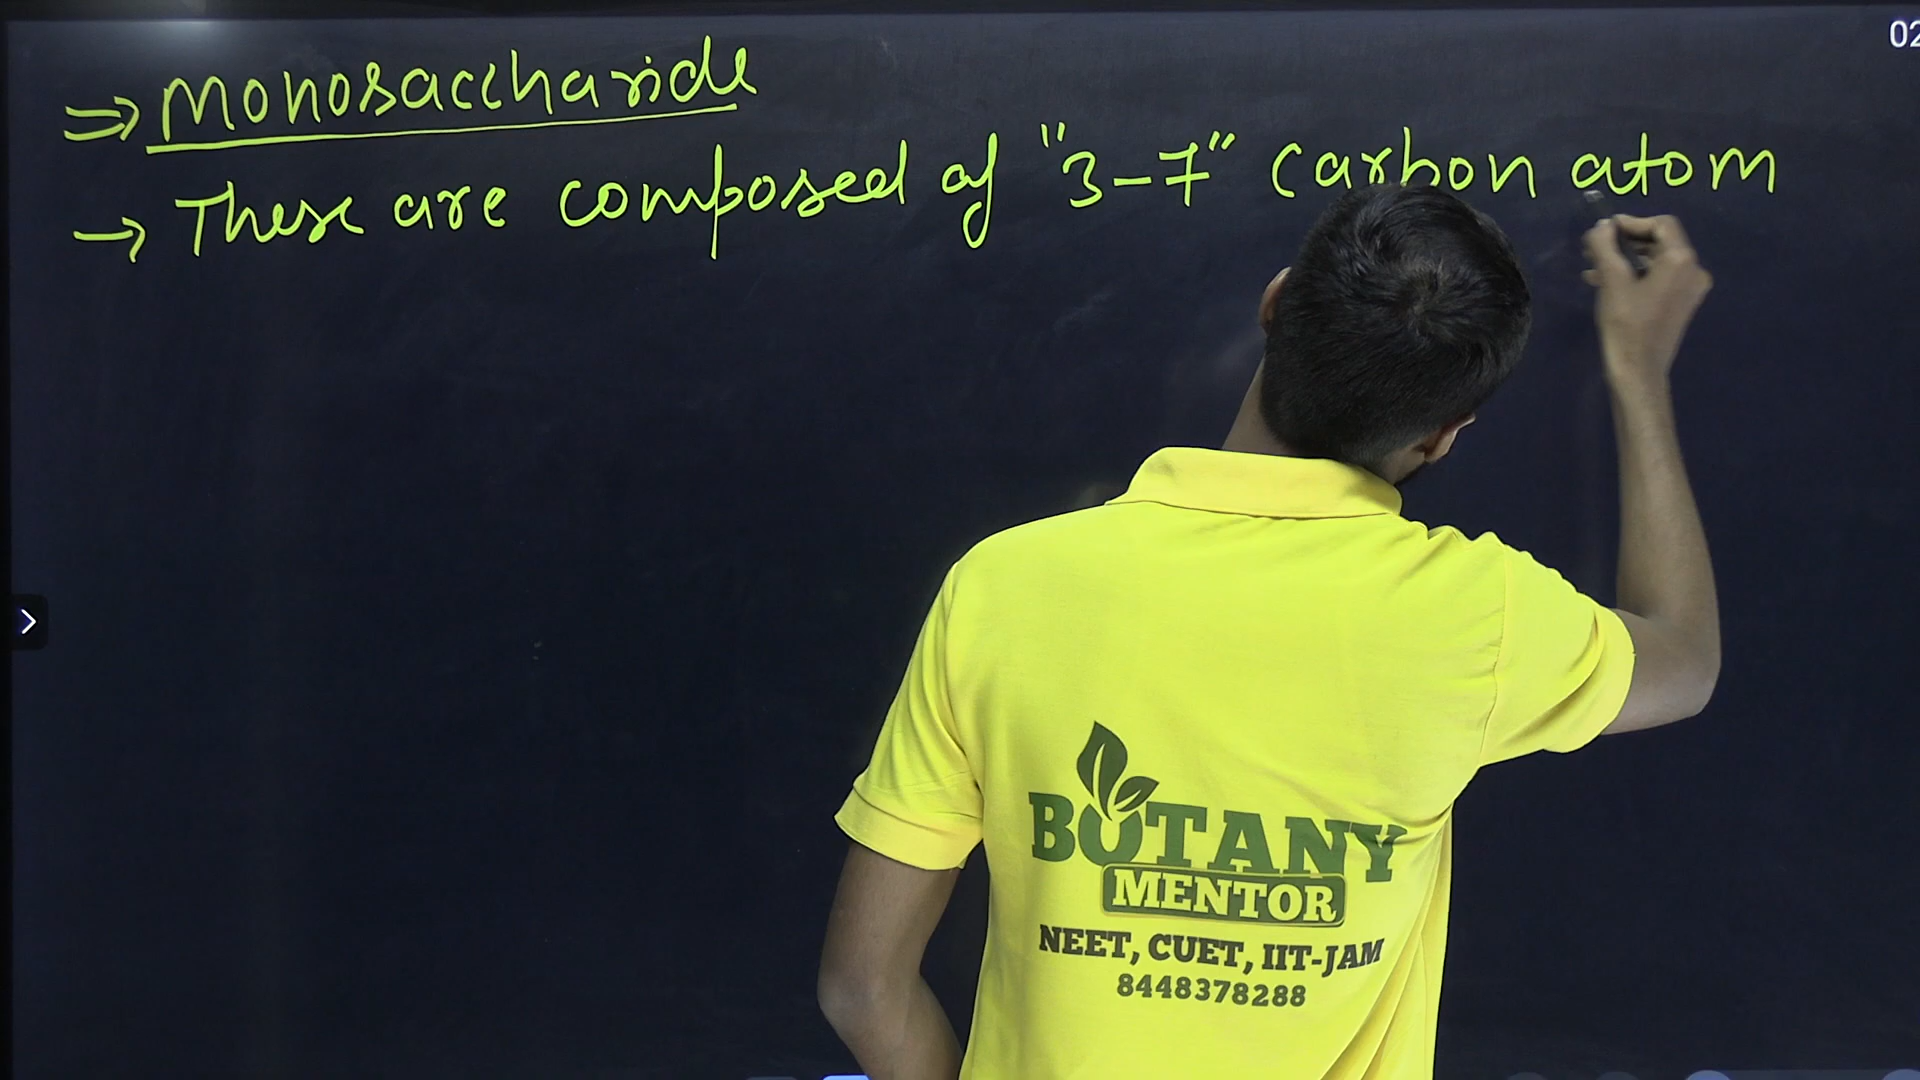 02
⇒ Monosaccharide
→ These are composed of "3-7" carbon atom
BOTANY
MENTOR
NEET, CUET, IIT-JAM
8448378288